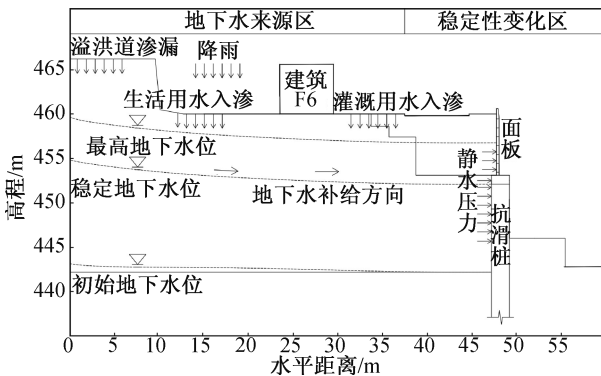 地下水来源区 稳定性变化区
溢洪道渗漏 降雨
465
建筑
F6
生活用水入渗 灌溉用水入渗
460
面板
最高地下水位
455
静水压力
稳定地下水位 地下水补给方向
450
抗滑桩
445
初始地下水位
440
高程/m
0 5 10 15 20 25 30 35 40 45 50 55
水平距离/m